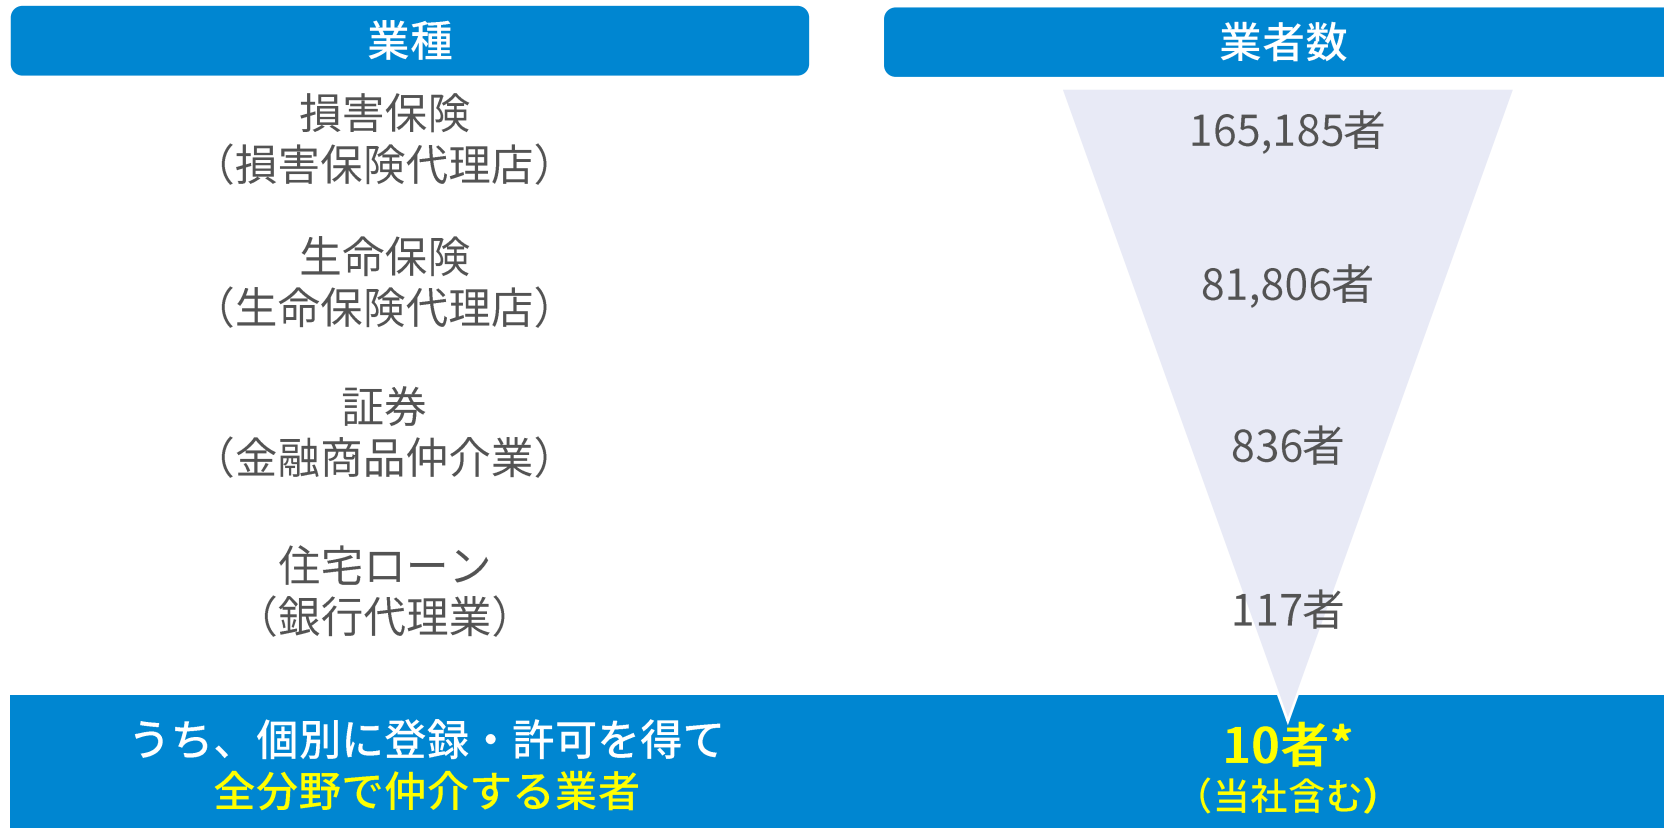 業種
業者数
損害保険
（損害保険代理店）
165,185者
生命保険
（生命保険代理店）
81,806者
証券
（金融商品仲介業）
836者
住宅ローン
（銀行代理業）
117者
うち、個別に登録・許可を得て
全分野で仲介する業者
10者*
（当社含む）